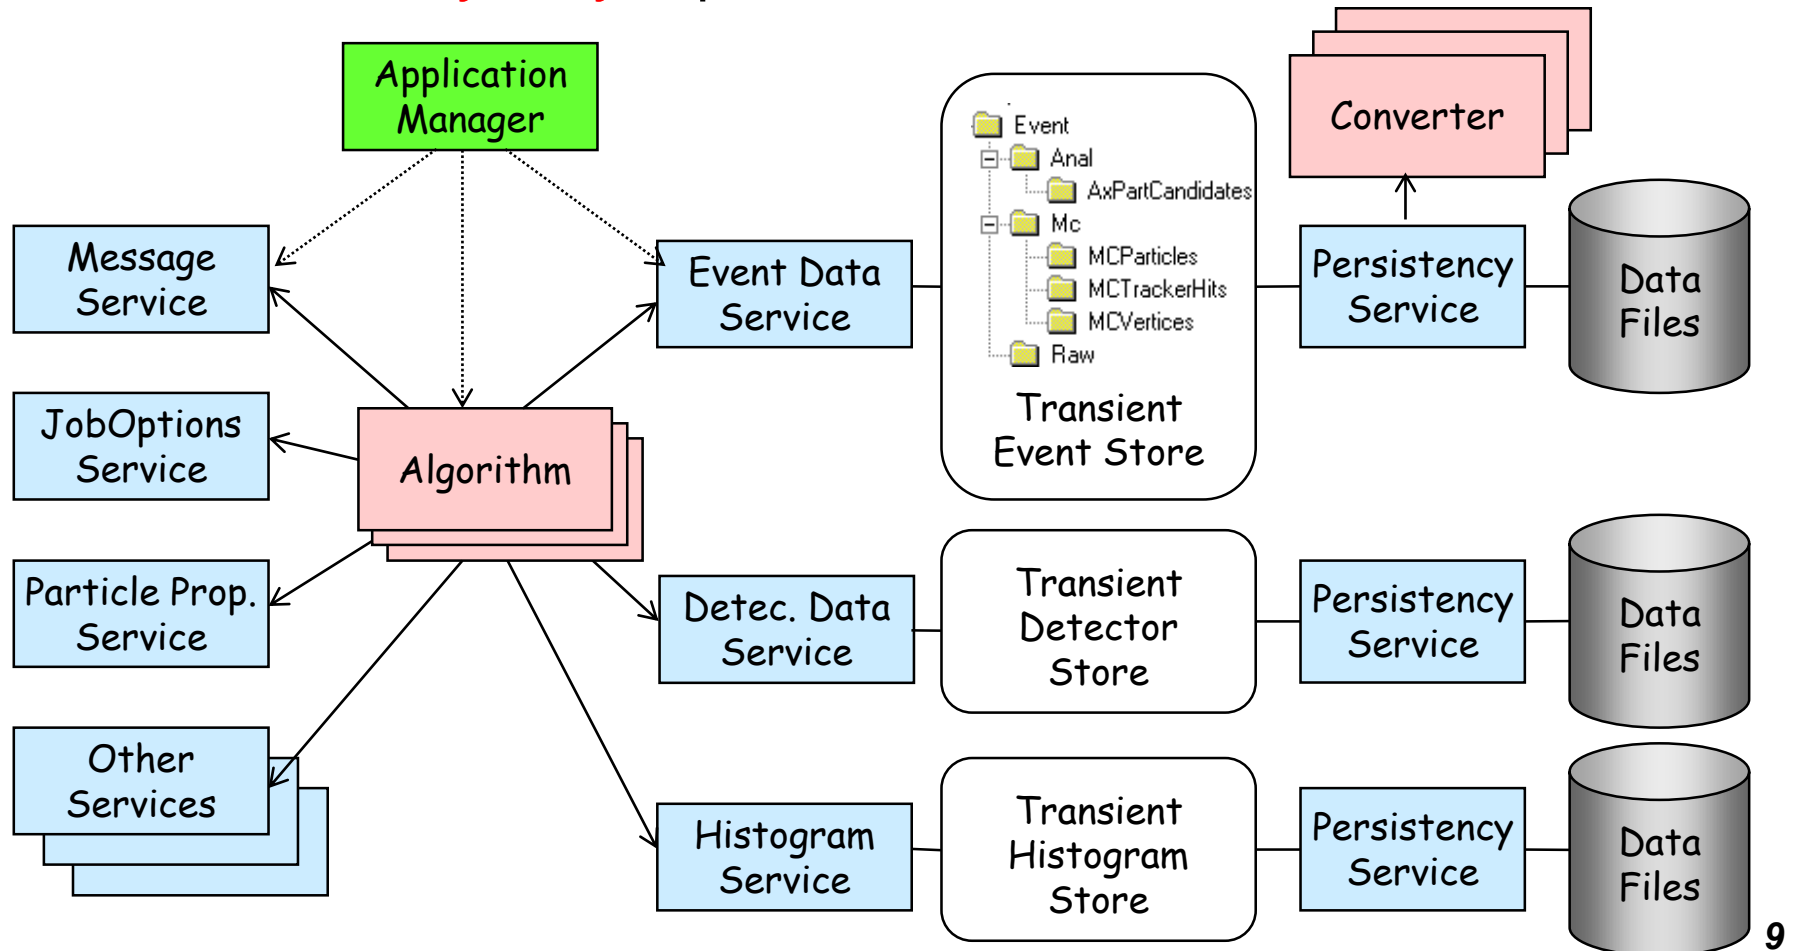 Application
Manager
Message
Service
JobOptions
Service
Particle Prop.
Service
Other
Services
Algorithm
Event Data
Service
Detec. Data
Service
Histogram
Service
Event
Anal
AxPartCandidates
Mc
MCParticles
MCTrackerHits
MCVertices
Raw
Transient
Event Store
Transient
Detector
Store
Transient
Histogram
Store
Converter
Persistency
Service
Persistency
Service
Persistency
Service
Data
Files
Data
Files
Data
Files
9